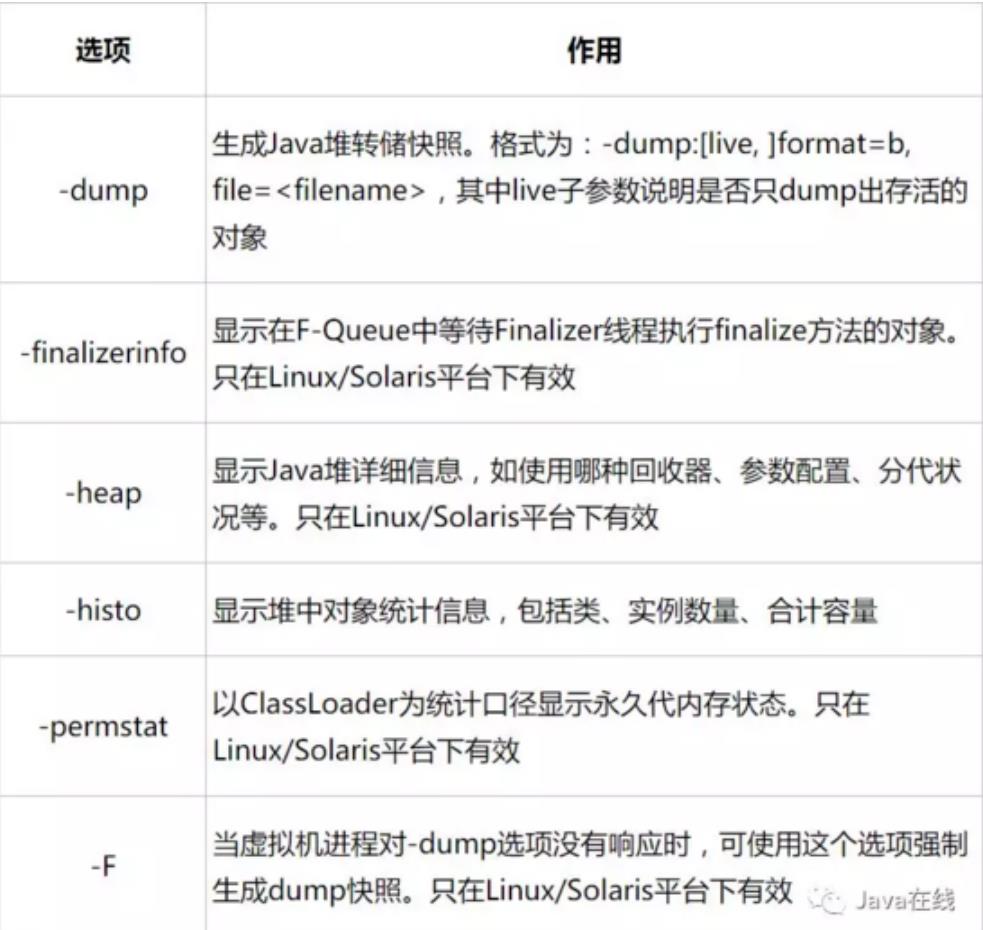 选项
作用
-dump
生成Java堆转储快照。格式为：-dump:[live, ]format=b,
file=<filename>，其中live子参数说明是否只dump出存活的
对象
-finalizerinfo
显示在F-Queue中等待Finalizer线程执行finalize方法的对象。
只在Linux/Solaris平台下有效
-heap
显示Java堆详细信息，如使用哪种回收器、参数配置、分代状
况等。只在Linux/Solaris平台下有效
-histo
显示堆中对象统计信息，包括类、实例数量、合计容量
-permstat
以ClassLoader为统计口径显示永久代内存状态。只在
Linux/Solaris平台下有效
-F
当虚拟机进程对-dump选项没有响应时，可使用这个选项强制
生成dump快照。只在Linux/Solaris平台下有效
Java在线